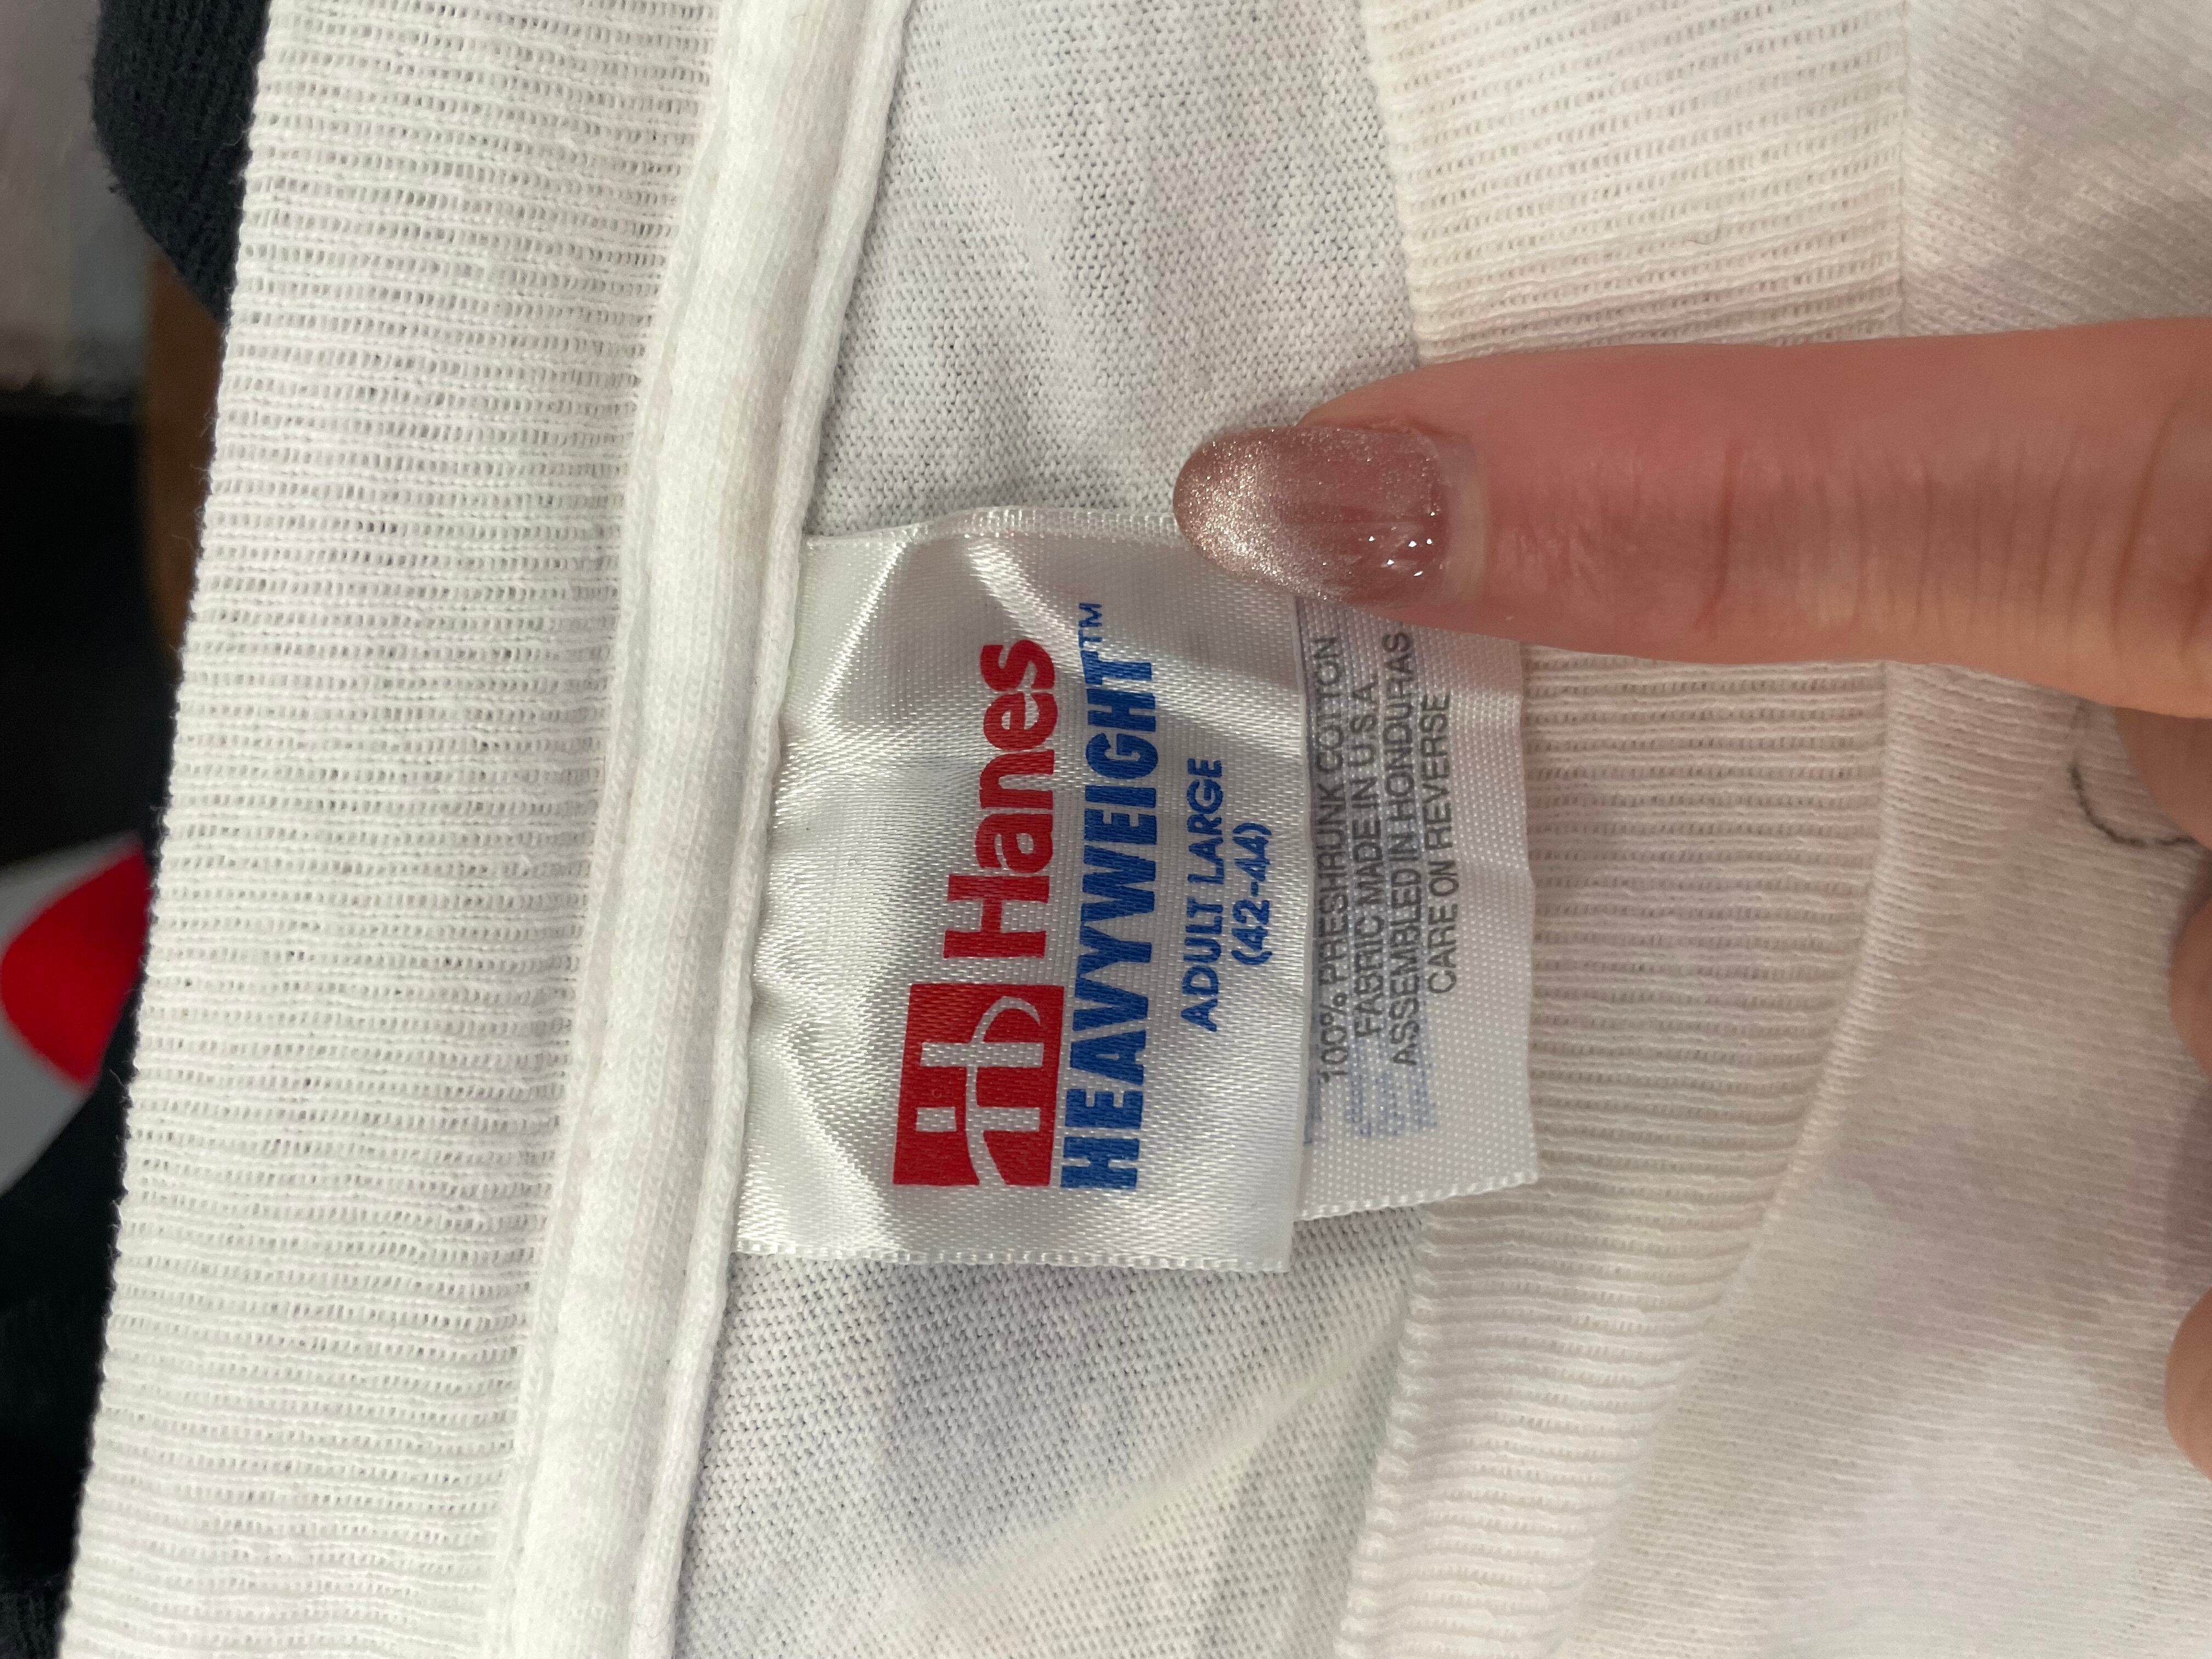 Hanes
HEAVYWEIGHT™
ADULT LARGE
(42-44)
100% PRESHRUNK COTTON
FABRIC MADE IN U.S.A.
ASSEMBLED IN HONDURAS
CARE ON REVERSE